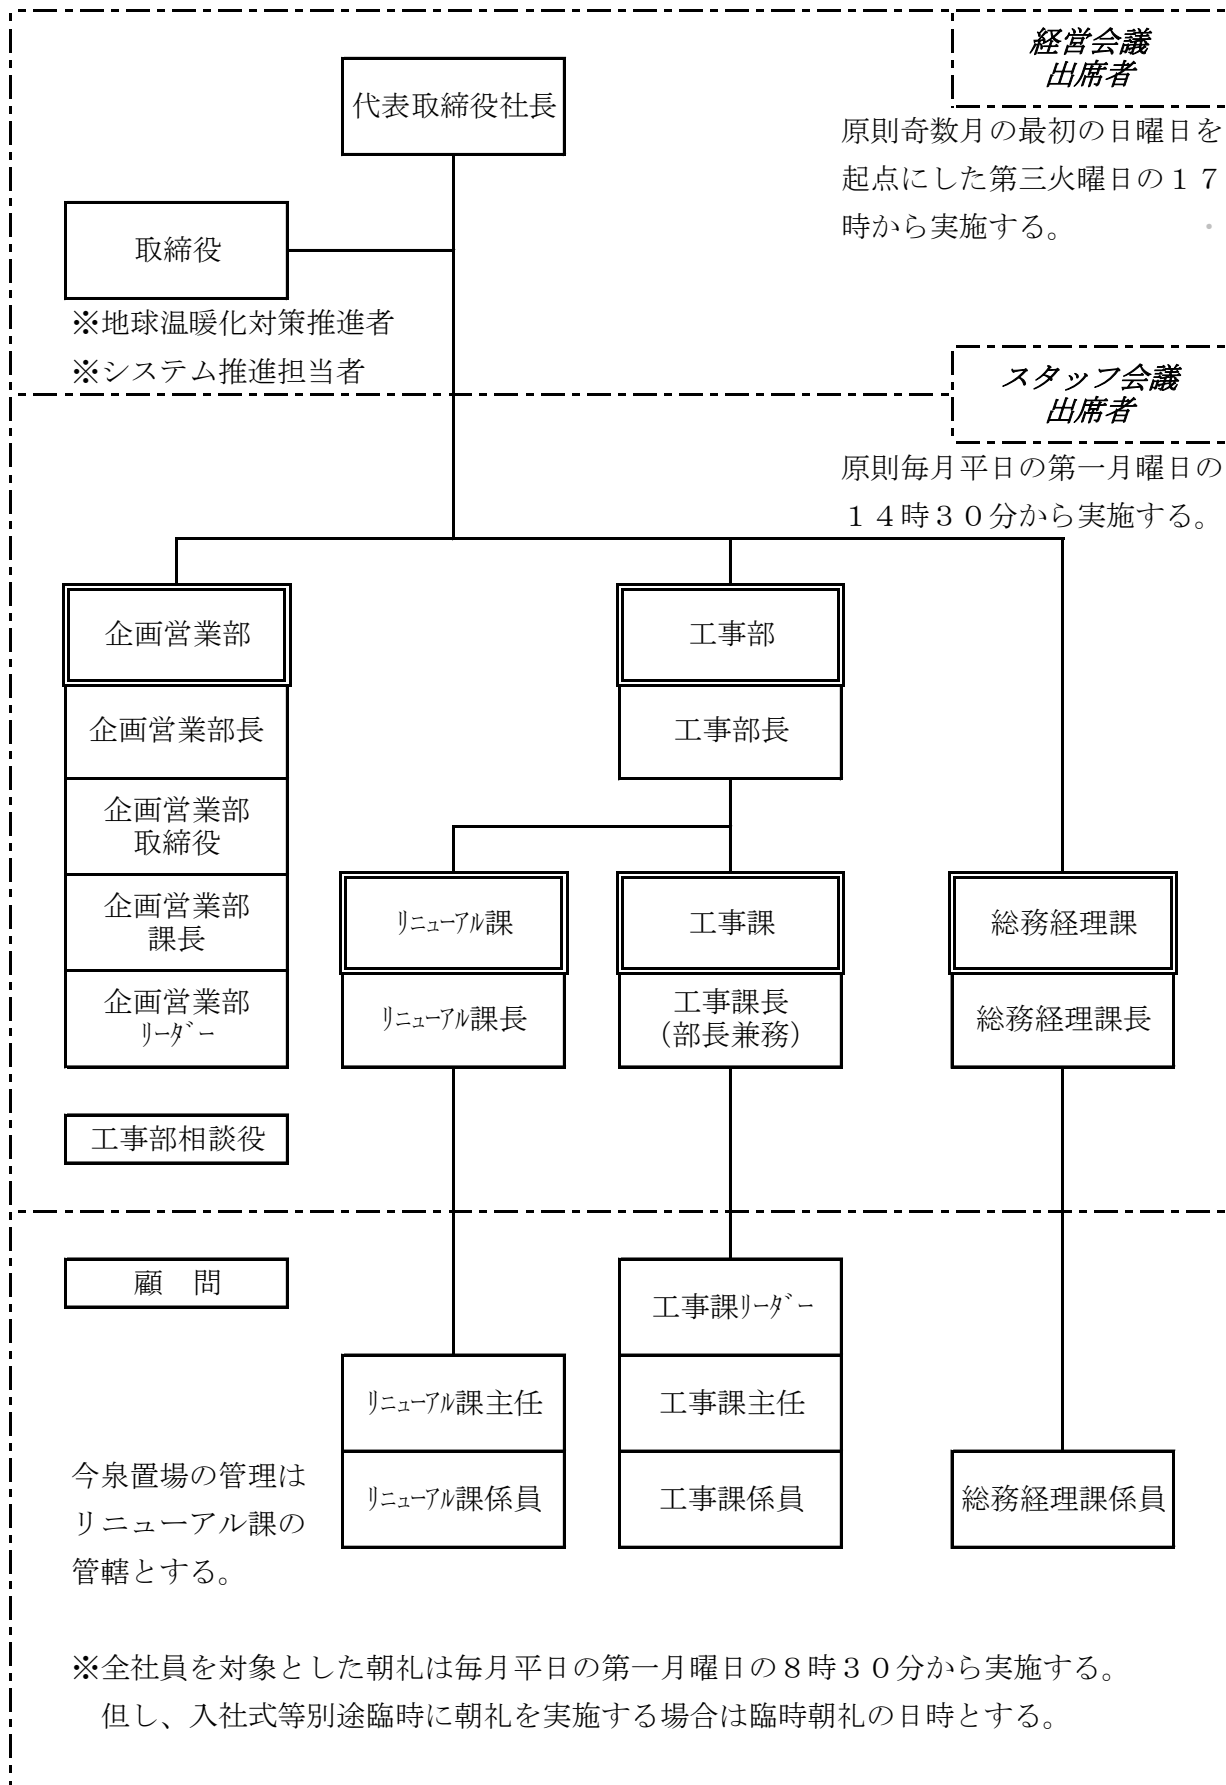 経営会議
出席者
代表取締役社長
原則奇数月の最初の日曜日を
起点にした第三火曜日の１７
時から実施する。
取締役
※地球温暖化対策推進者
※システム推進担当者
スタッフ会議
出席者
原則毎月平日の第一月曜日の
１４時３０分から実施する。
企画営業部
工事部
企画営業部長
工事部長
企画営業部
取締役
企画営業部
課長
ﾘﾆｭｰｱﾙ課
工事課
総務経理課
企画営業部
ﾘｰﾀﾞｰ
ﾘﾆｭｰｱﾙ課長
工事課長
（部長兼務）
総務経理課長
工事部相談役
顧　問
工事課ﾘｰﾀﾞｰ
ﾘﾆｭｰｱﾙ課主任
工事課主任
今泉置場の管理は
リニューアル課の
管轄とする。
ﾘﾆｭｰｱﾙ課係員
工事課係員
総務経理課係員
※全社員を対象とした朝礼は毎月平日の第一月曜日の８時３０分から実施する。
但し、入社式等別途臨時に朝礼を実施する場合は臨時朝礼の日時とする。